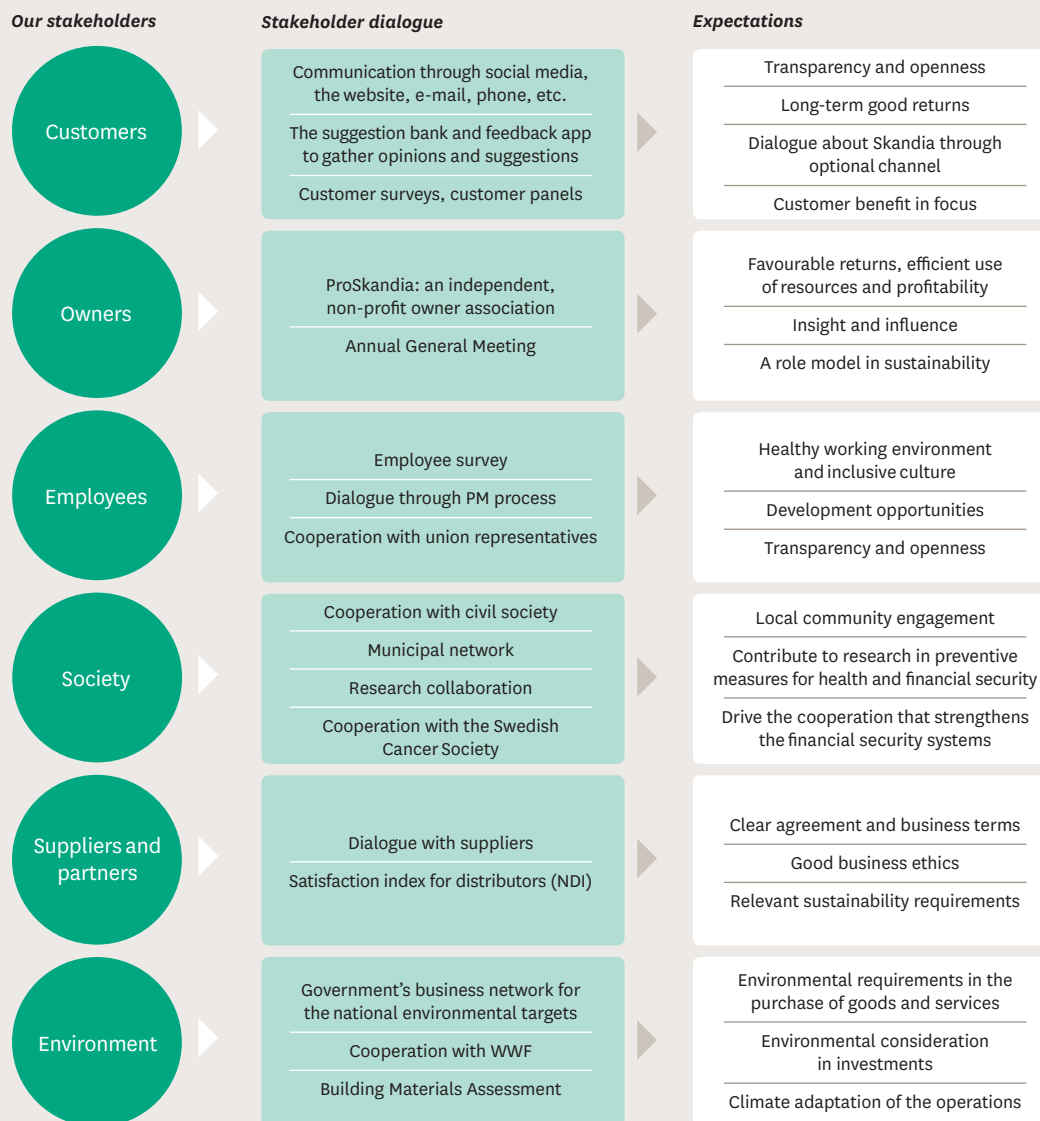 Our stakeholders
Stakeholder dialogue
Expectations
Customers
Communication through social media,
the website, e-mail, phone, etc.
The suggestion bank and feedback app
to gather opinions and suggestions
Customer surveys, customer panels
Transparency and openness
Long-term good returns
Dialogue about Skandia through
optional channel
Customer benefit in focus
Owners
ProSkandia: an independent,
non-profit owner association
Annual General Meeting
Favourable returns, efficient use
of resources and profitability
Insight and influence
A role model in sustainability
Employees
Employee survey
Dialogue through PM process
Cooperation with union representatives
Healthy working environment
and inclusive culture
Development opportunities
Transparency and openness
Society
Cooperation with civil society
Municipal network
Research collaboration
Cooperation with the Swedish
Cancer Society
Local community engagement
Contribute to research in preventive
measures for health and financial security
Drive the cooperation that strengthens
the financial security systems
Suppliers and
partners
Dialogue with suppliers
Satisfaction index for distributors (NDI)
Clear agreement and business terms
Good business ethics
Relevant sustainability requirements
Environment
Government's business network for
the national environmental targets
Cooperation with WWF
Building Materials Assessment
Environmental requirements in the
purchase of goods and services
Environmental consideration
in investments
Climate adaptation of the operations